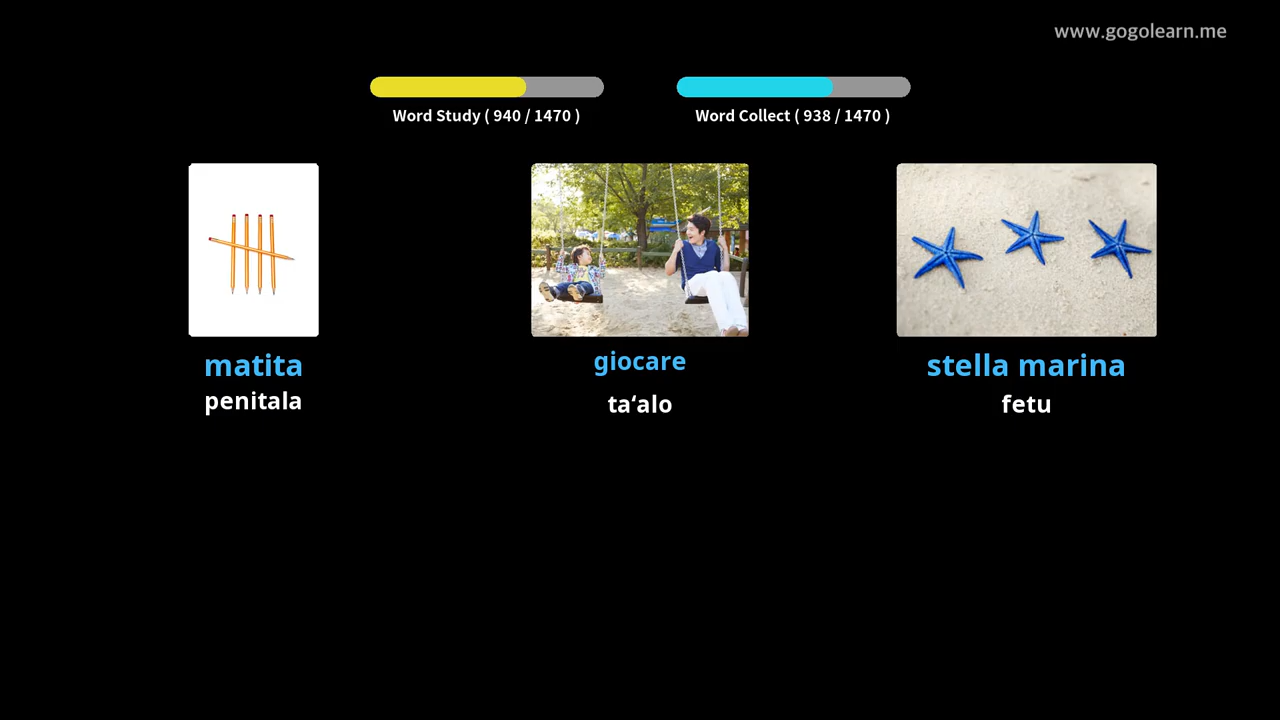 www.gogolearn.me
Word Study ( 940 / 1470 )
Word Collect ( 938 / 1470 )
matita
penitala
giocare
ta‘alo
stella marina
fetu